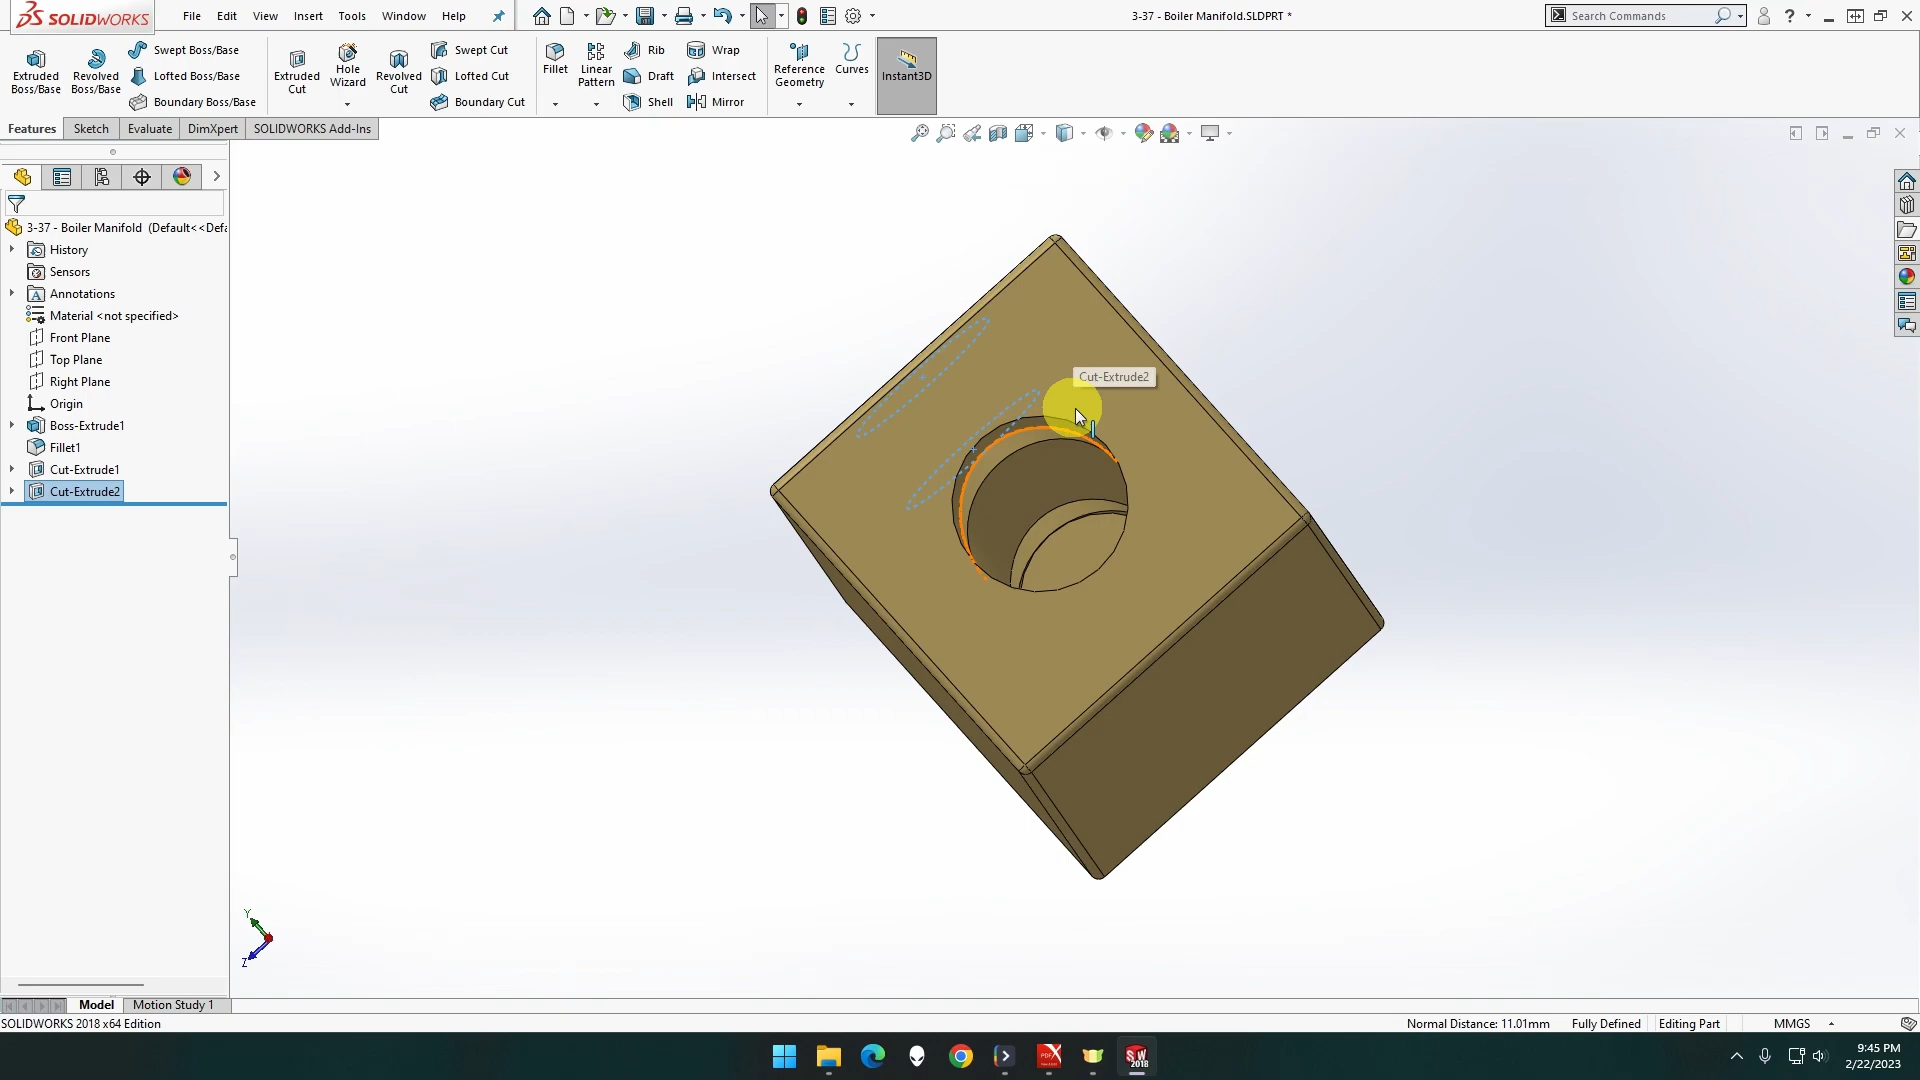 SOLIDWORKS
File Edit View Insert Tools Window Help
3-37 - Boiler Manifold.SLDPRT *
Search Commands
Extruded Boss/Base
Revolved Boss/Base
Swept Boss/Base
Lofted Boss/Base
Boundary Boss/Base
Extruded Cut
Hole Wizard
Revolved Cut
Swept Cut
Lofted Cut
Boundary Cut
Fillet
Linear Pattern
Rib
Draft
Shell
Wrap
Intersect
Mirror
Reference Geometry
Curves
Instant3D
Features Sketch Evaluate DimXpert SOLIDWORKS Add-Ins
3-37 - Boiler Manifold (Default<<Defa
History
Sensors
Annotations
Material <not specified>
Front Plane
Top Plane
Right Plane
Origin
Boss-Extrude1
Fillet1
Cut-Extrude1
Cut-Extrude2
Cut-Extrude2
Y
Z
Model Motion Study 1
SOLIDWORKS 2018 x64 Edition
Normal Distance: 11.01mm Fully Defined Editing Part MMGS
9:45 PM
2/22/2023